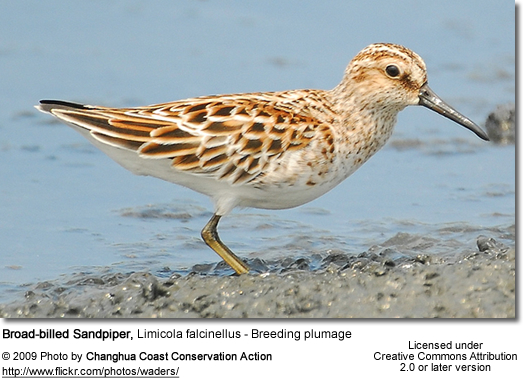 Broad-billed Sandpiper, Limicola falcinellus - Breeding plumage
© 2009 Photo by Changhua Coast Conservation Action
http://www.flickr.com/photos/waders/
Licensed under
Creative Commons Attribution
2.0 or later version